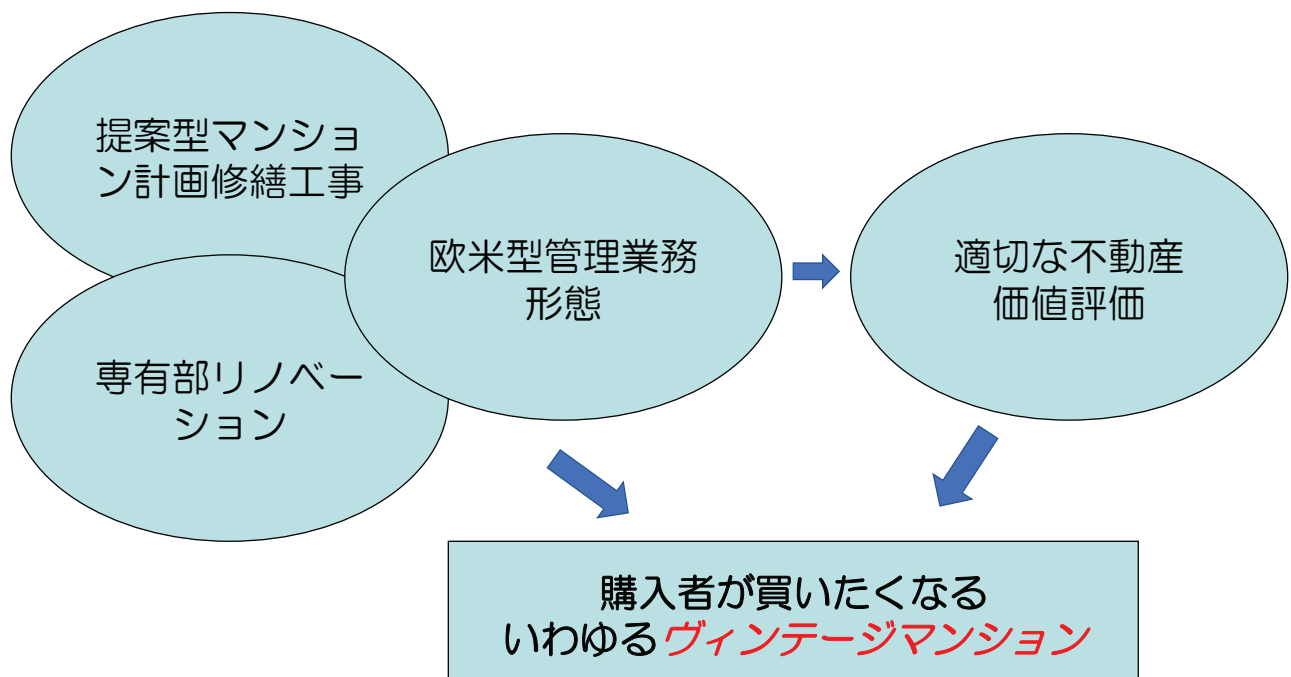 提案型マンショ
ン計画修繕工事
専有部リノベー
ション
欧米型管理業務
形態
適切な不動産
価値評価
購入者が買いたくなる
いわゆるヴィンテージマンション